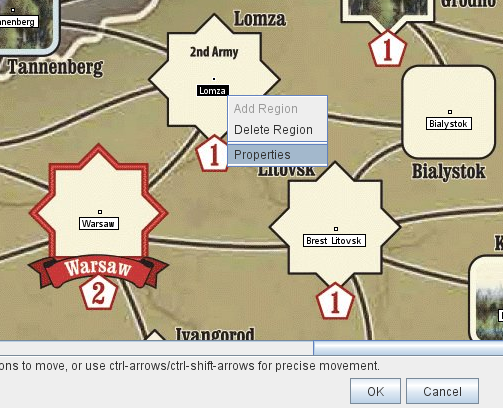 Lomza
Grodno
nnenberg
2nd Army
1
Tannenberg
Lomza
Add Region
Delete Region
Properties
Bialystok
1
Litovsk
Bialystok
Warsaw
Brest Litovsk
Warsaw
2
1
Ivangorod
ons to move, or use ctrl-arrows/ctrl-shift-arrows for precise movement.
OK
Cancel